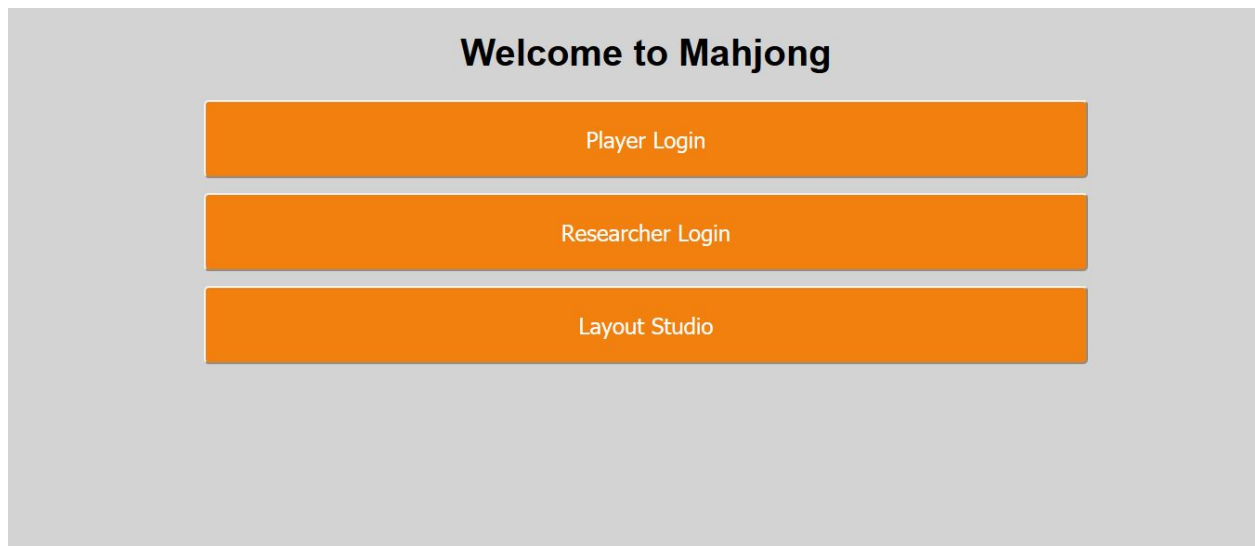 Welcome to Mahjong
Player Login
Researcher Login
Layout Studio